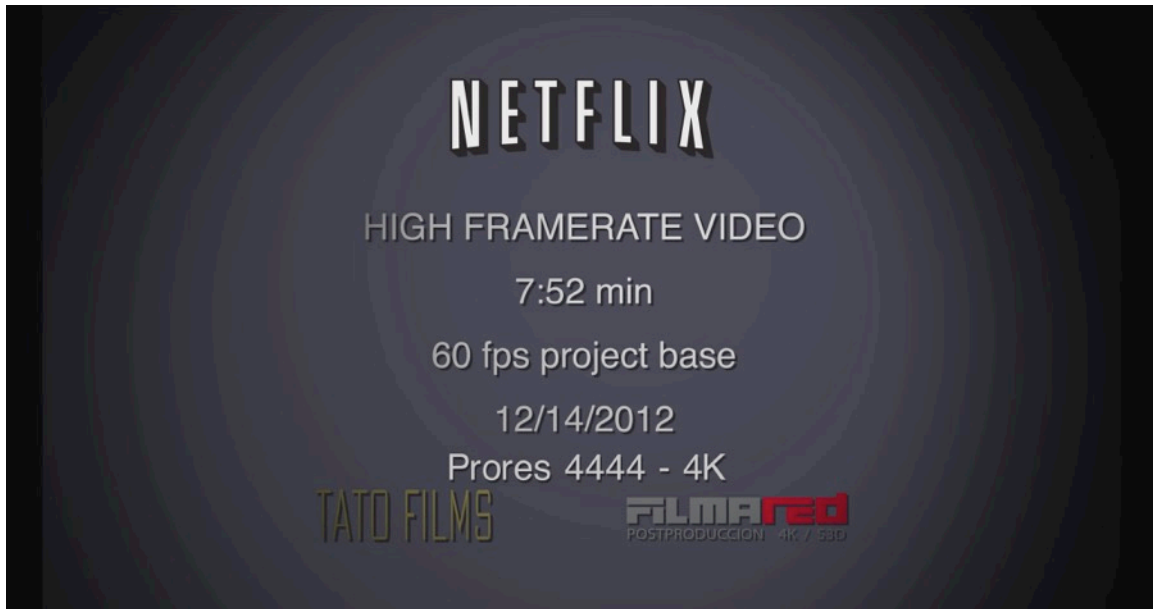 NETFLIX
HIGH FRAMERATE VIDEO
7:52 min
60 fps project base
12/14/2012
Prores 4444 - 4K
TATO FILMS
FILMARED
POSTPRODUCCION 4K / S3D